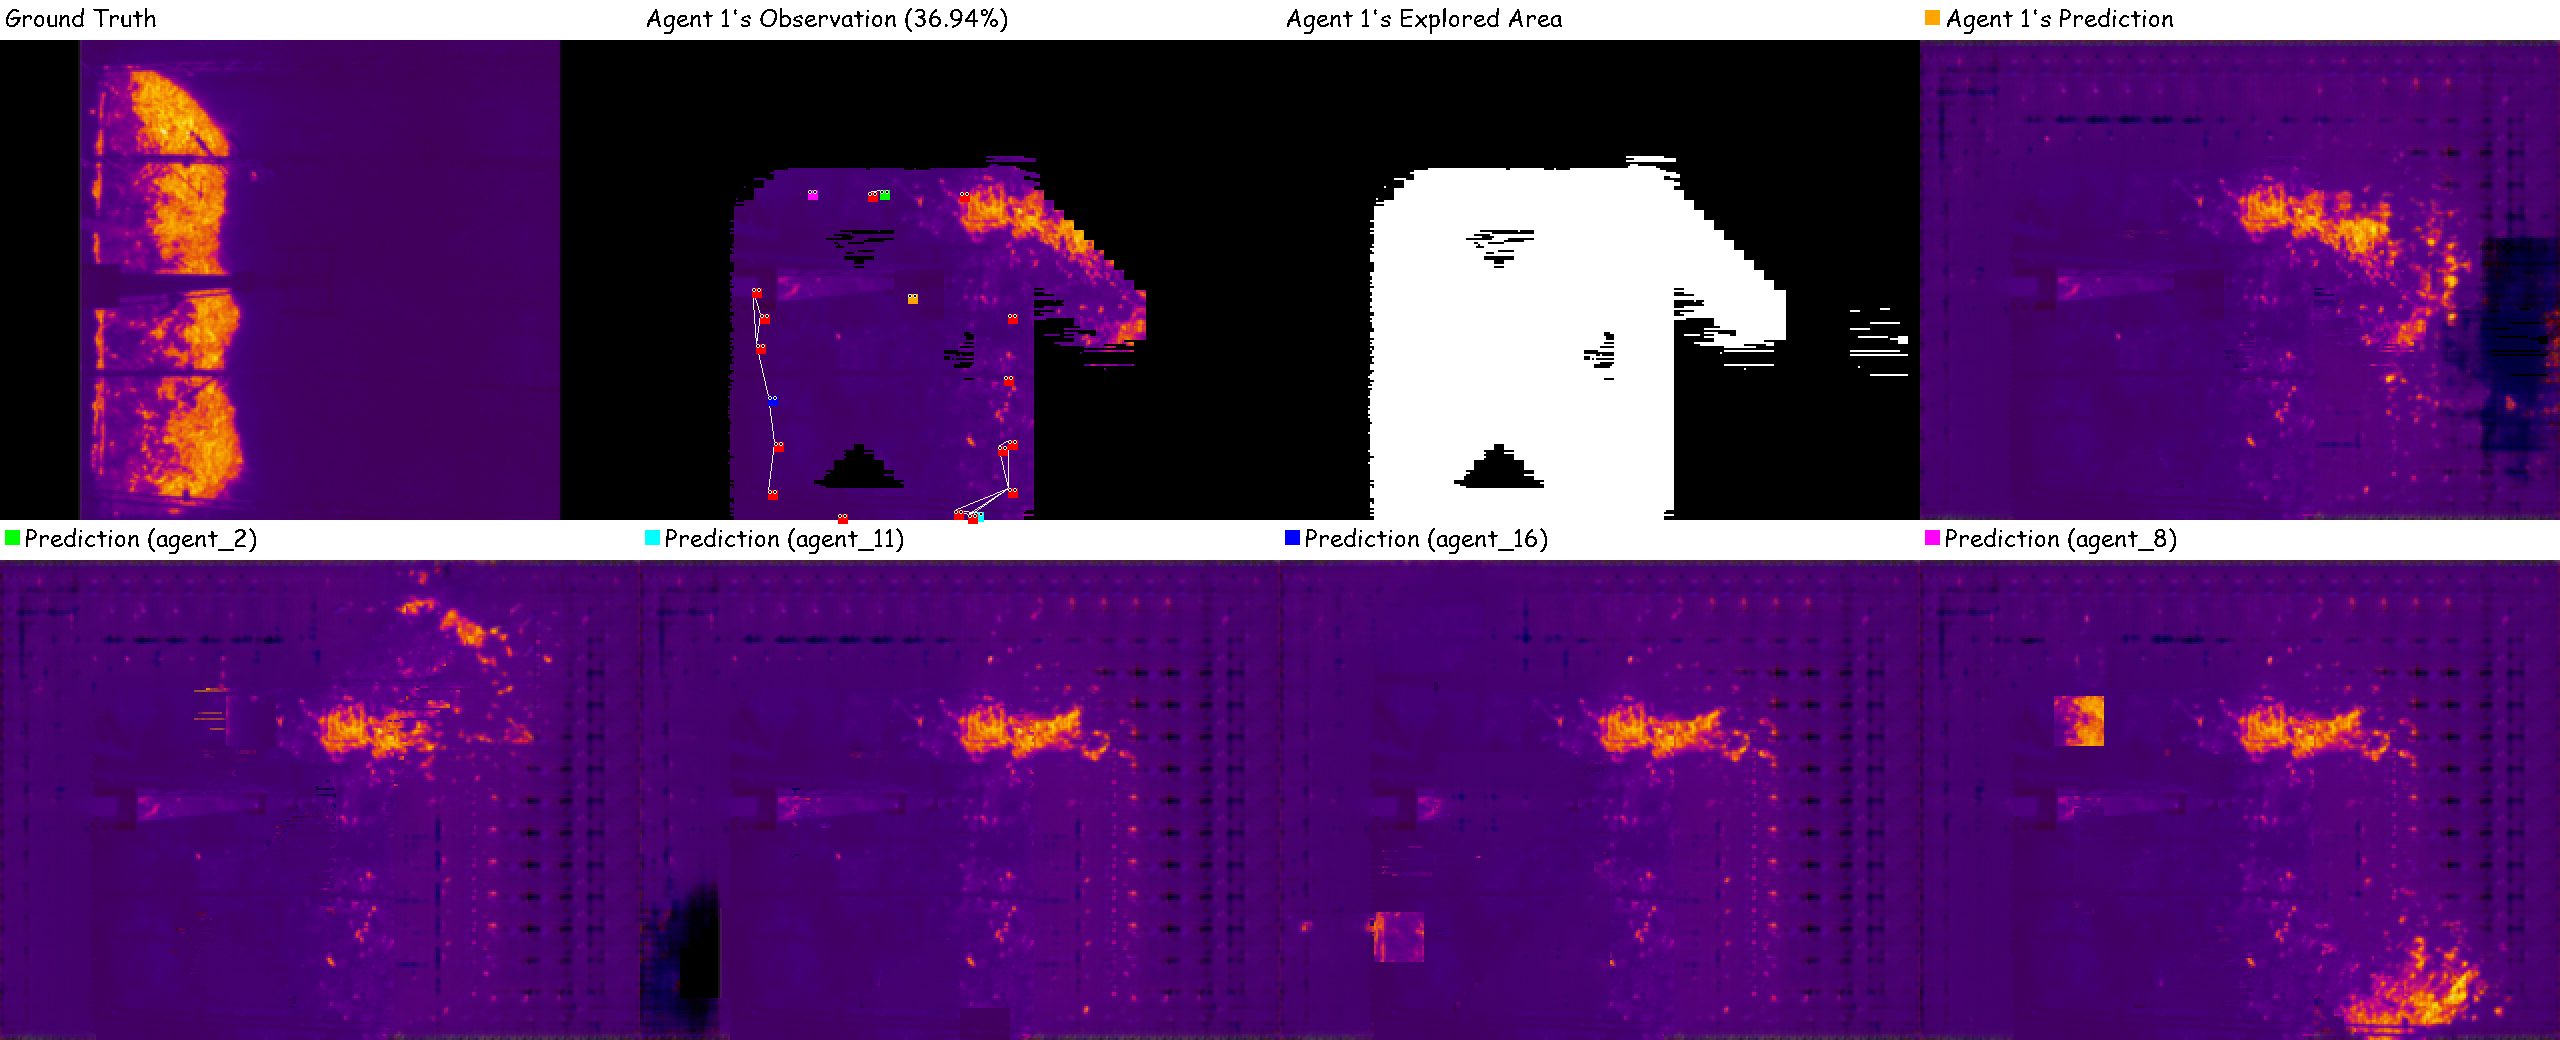 Ground Truth
Agent 1's Observation (36.94%)
Agent 1's Explored Area
Agent 1's Prediction
Prediction (agent_2)
Prediction (agent_11)
Prediction (agent_16)
Prediction (agent_8)